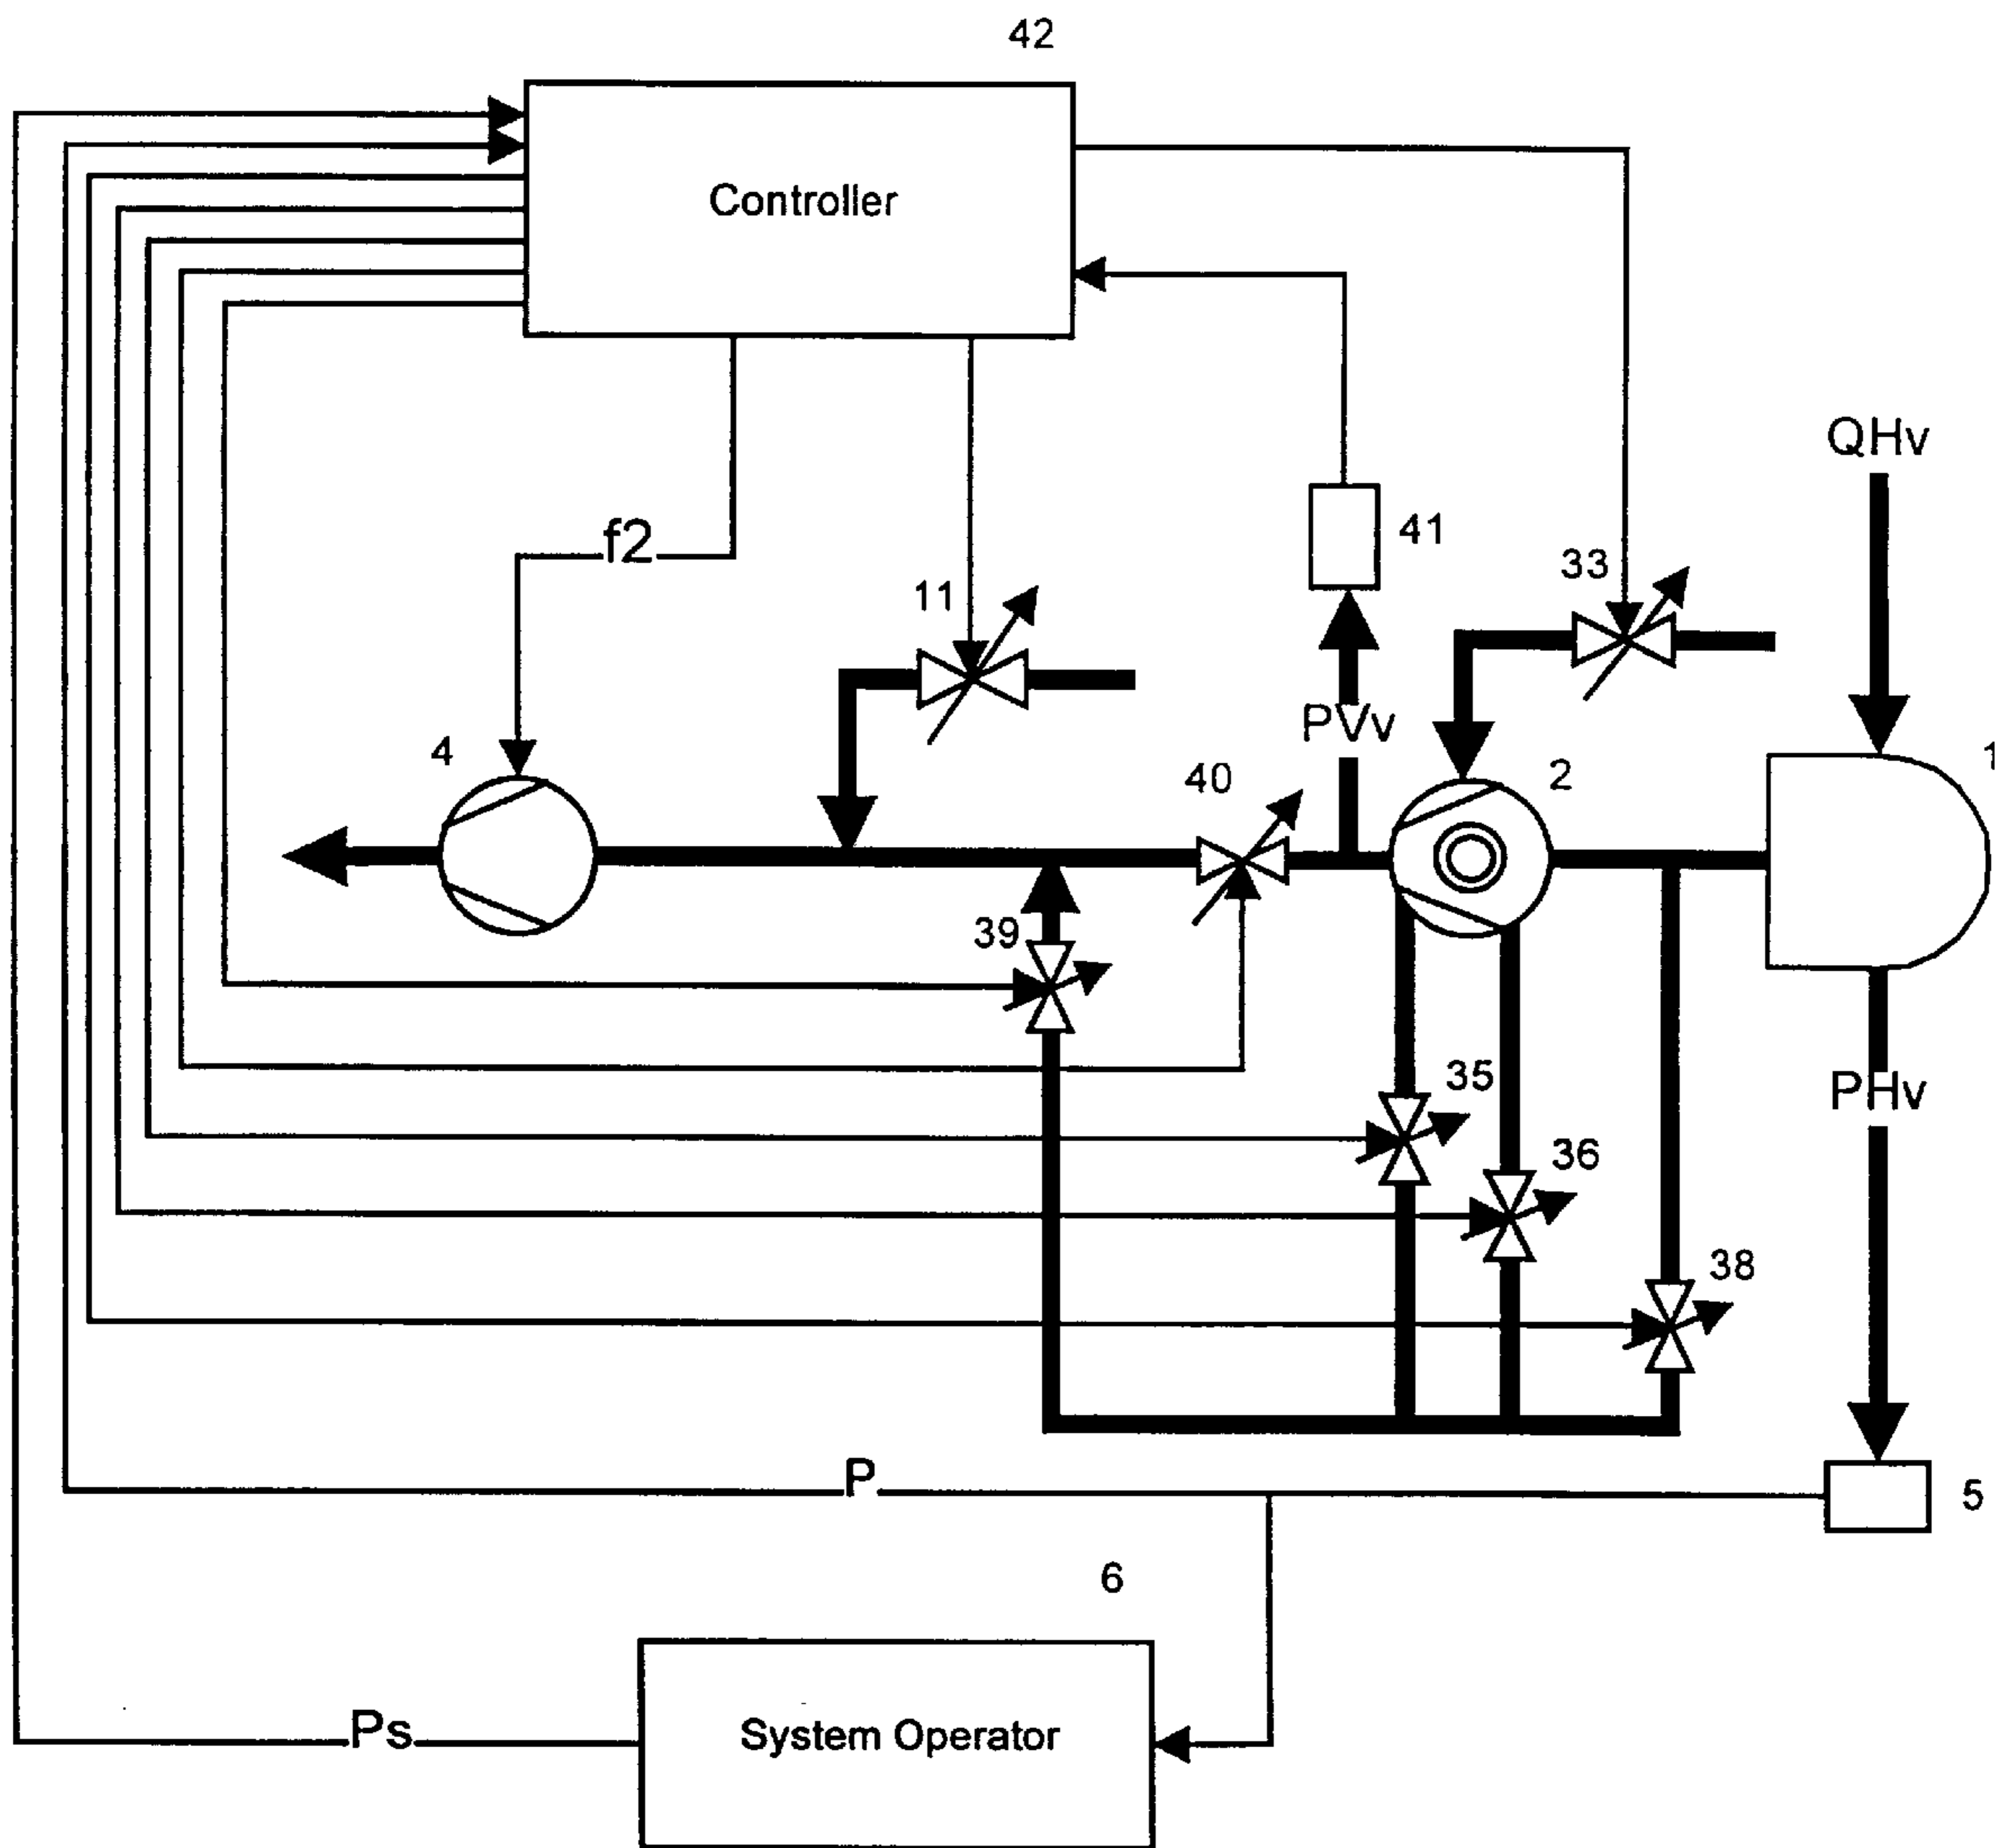 42
Controller
QHv
f2
41
33
11
PVv
4
40
2
1
39
35
PHv
36
38
P
5
6
Ps
System Operator